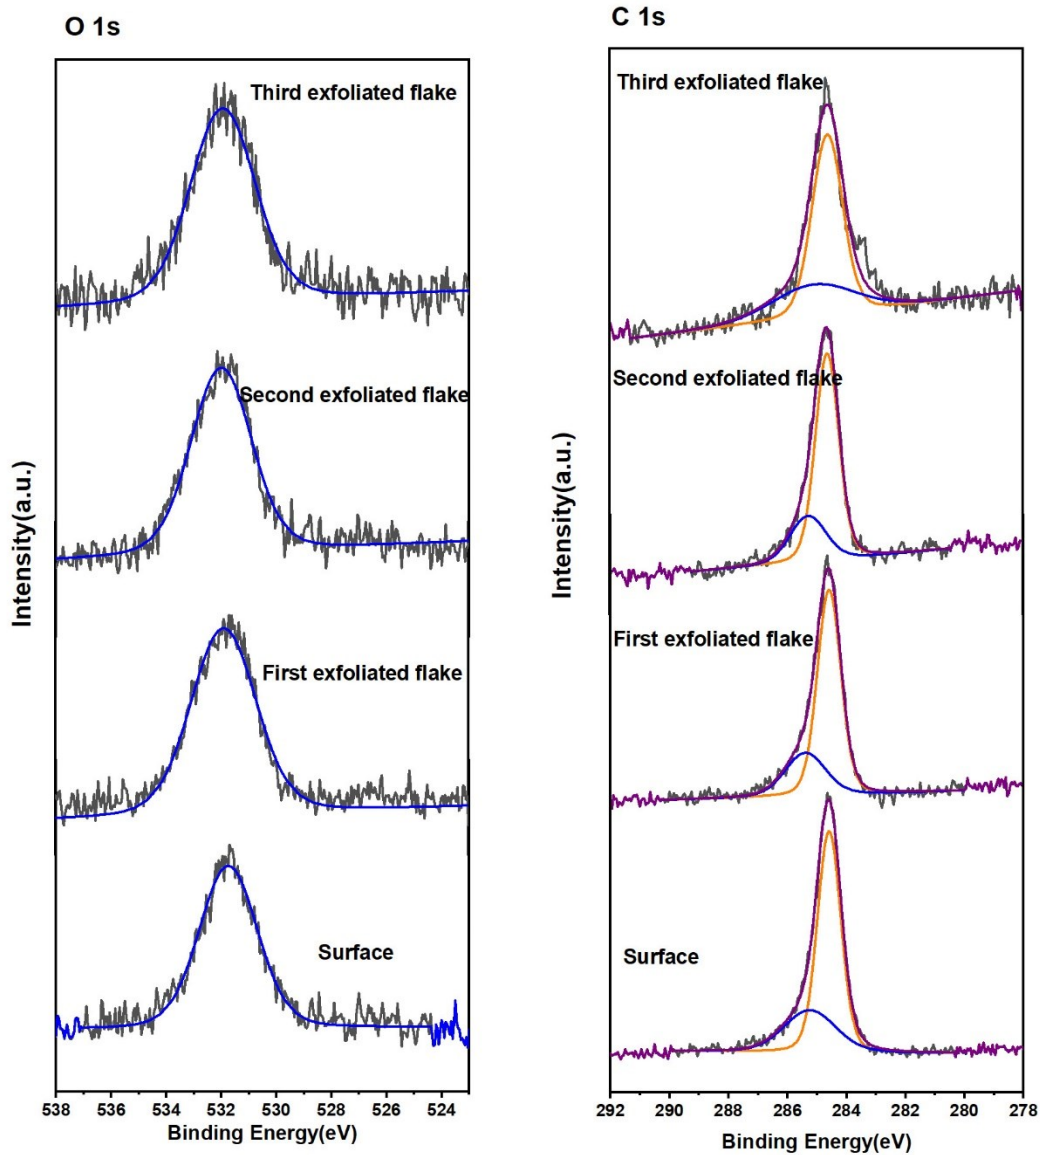 O 1s
Third exfoliated flake
Second exfoliated flake
First exfoliated flake
Surface
Intensity(a.u.)
538 536 534 532 530 528 526 524
Binding Energy(eV)
C 1s
Third exfoliated flake
Second exfoliated flake
First exfoliated flake
Surface
Intensity(a.u.)
292 290 288 286 284 282 280 278
Binding Energy(eV)